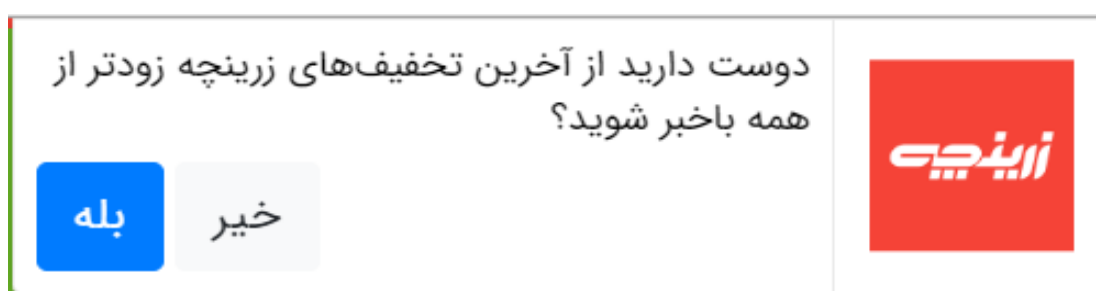 زرینچه
دوست دارید از آخرین تخفیف‌های زرینچه زودتر از
همه باخبر شوید؟
خیر
بله